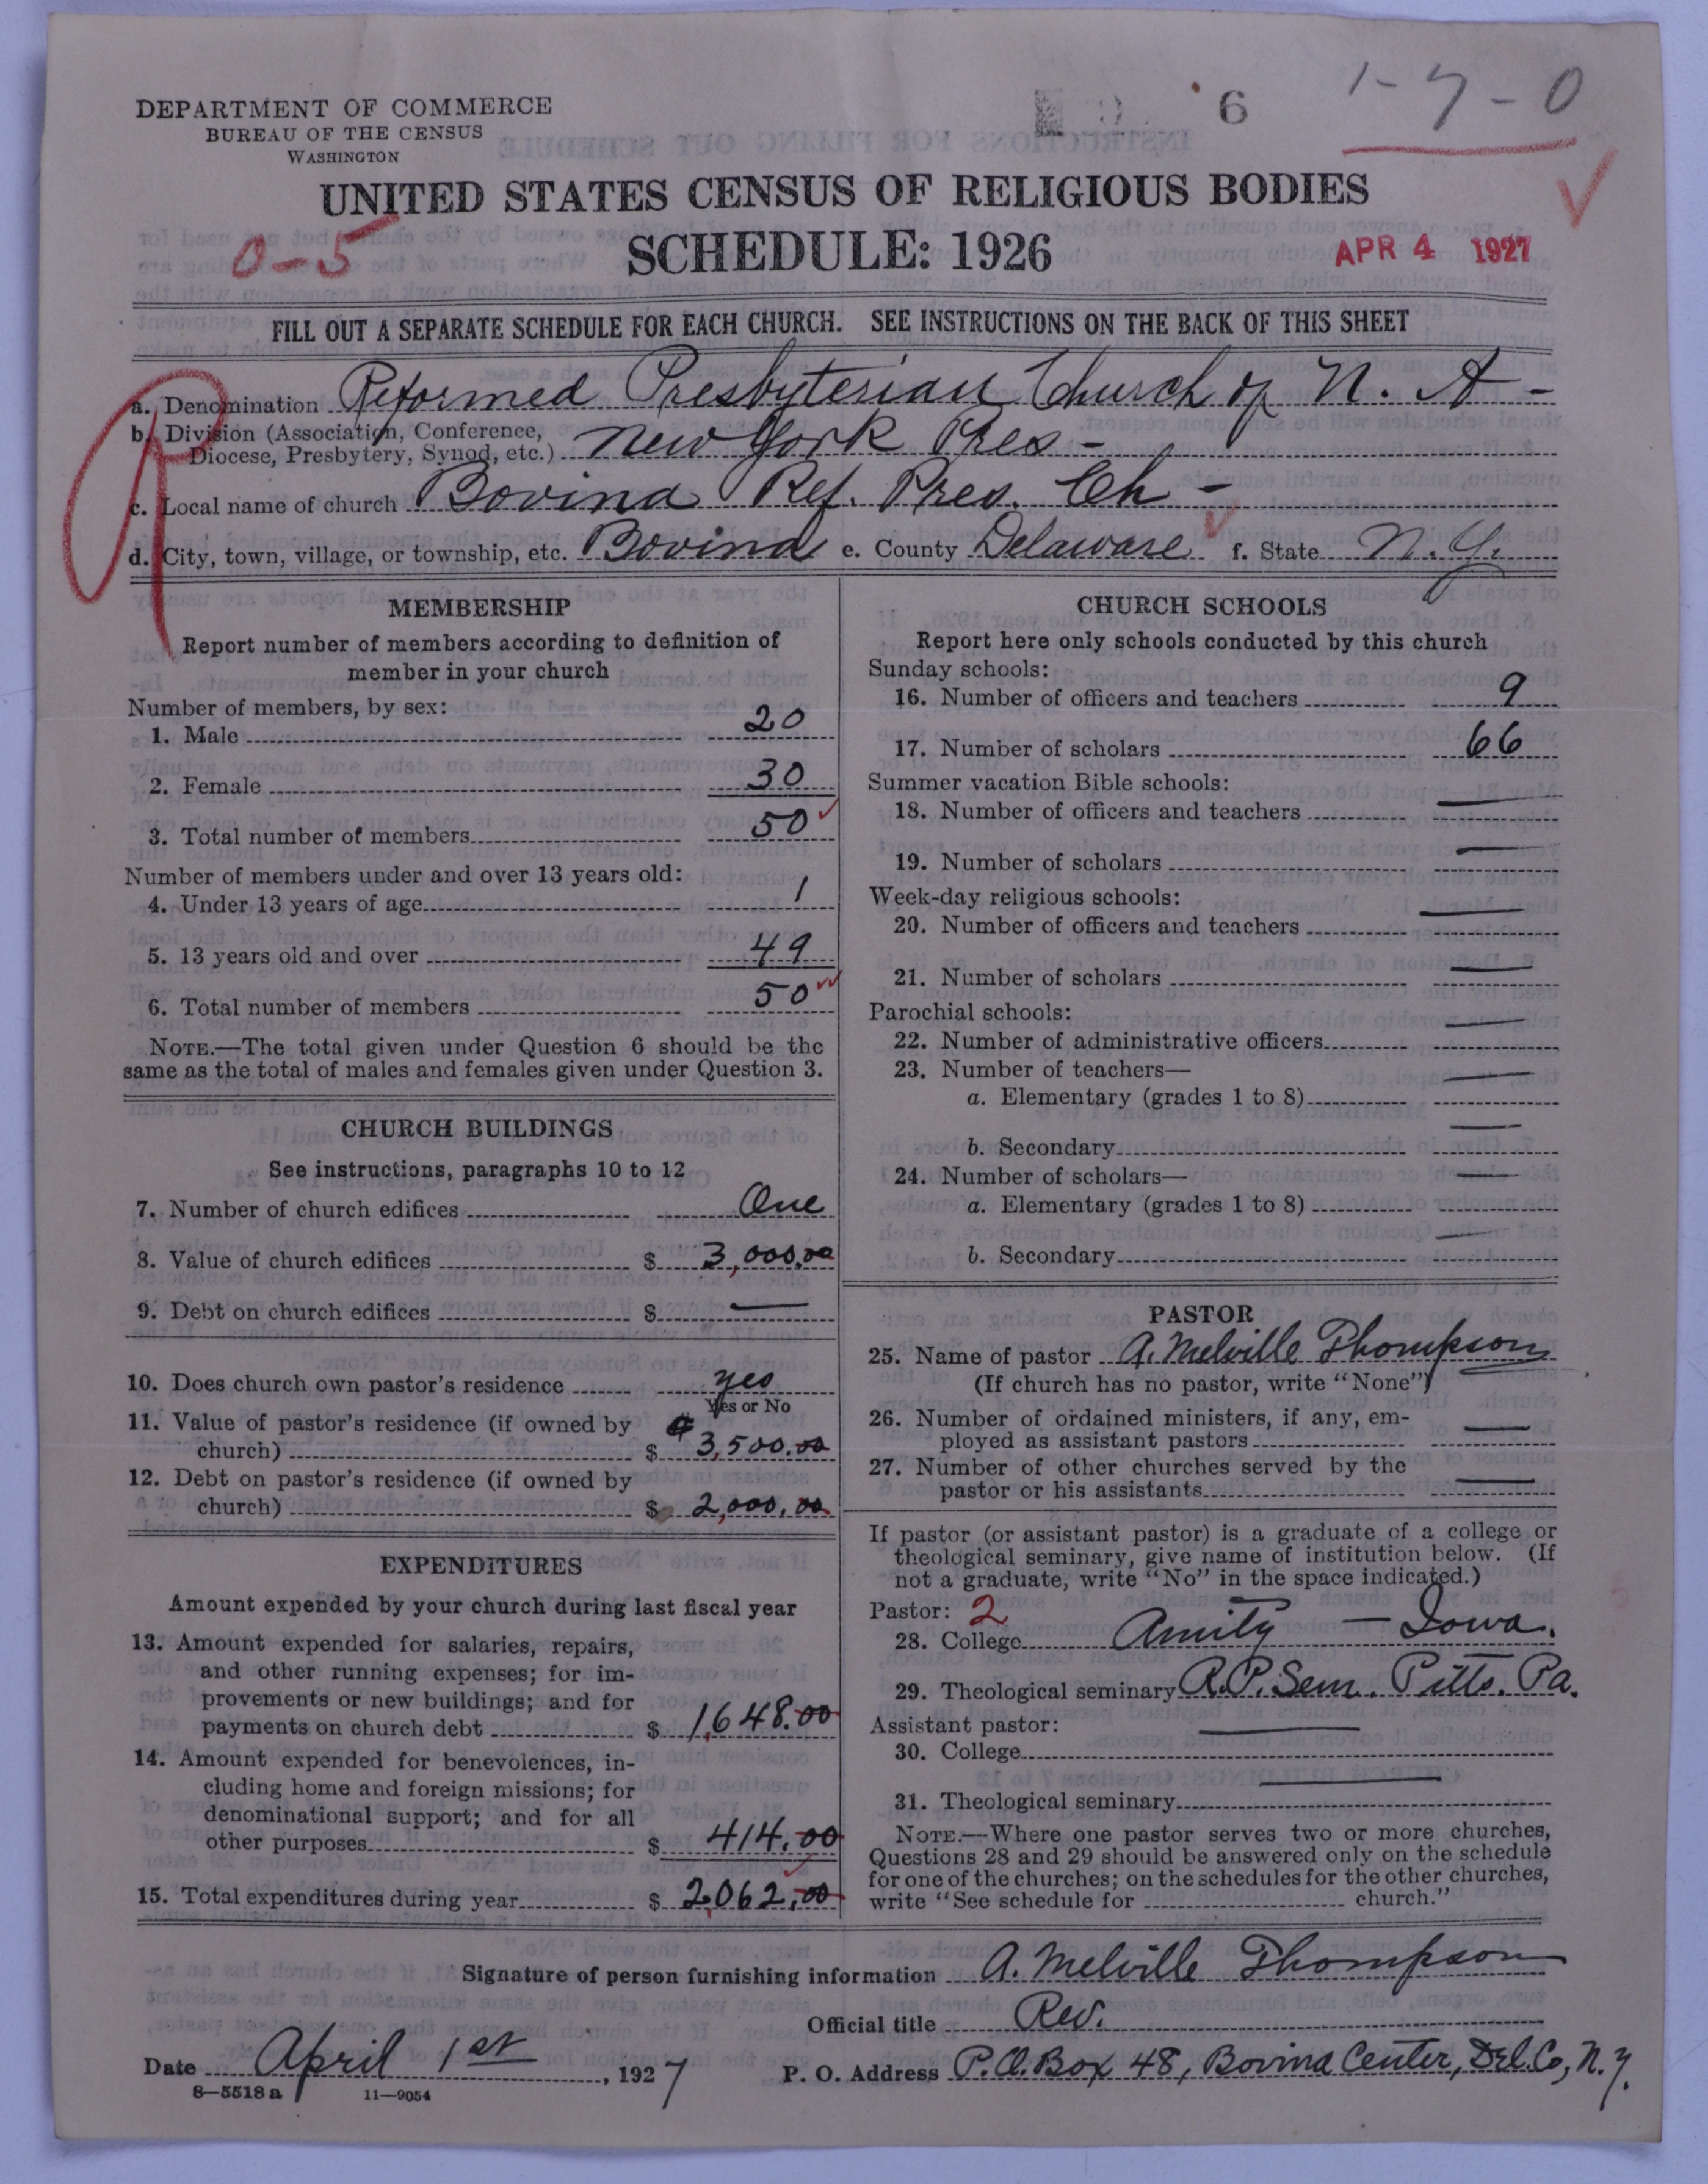 DEPARTMENT OF COMMERCE
BUREAU OF THE CENSUS
WASHINGTON
6
1-7-0
UNITED STATES CENSUS OF RELIGIOUS BODIES
0-5
SCHEDULE: 1926
APR 4 1927
FILL OUT A SEPARATE SCHEDULE FOR EACH CHURCH. SEE INSTRUCTIONS ON THE BACK OF THIS SHEET
a. Denomination Reformed Presbyterian Church of N. A-
b. Division (Association, Conference,
Diocese, Presbytery, Synod, etc.) New York Pres-
c. Local name of church Bovina Ref. Pres. Ch-
d. City, town, village, or township, etc. Bovina e. County Delaware f. State N.Y.
MEMBERSHIP
Report number of members according to definition of
member in your church
Number of members, by sex:
1. Male 20
2. Female 30
3. Total number of members 50
Number of members under and over 13 years old:
4. Under 13 years of age 1
5. 13 years old and over 49
6. Total number of members 50
NOTE.—The total given under Question 6 should be the
same as the total of males and females given under Question 3.
CHURCH BUILDINGS
See instructions, paragraphs 10 to 12
7. Number of church edifices One
8. Value of church edifices $ 3,000.00
9. Debt on church edifices $ —
10. Does church own pastor's residence yes
Yes or No
11. Value of pastor's residence (if owned by
church) $ 3,500.00
12. Debt on pastor's residence (if owned by
church) $ 2,000.00
EXPENDITURES
Amount expended by your church during last fiscal year
13. Amount expended for salaries, repairs,
and other running expenses; for im-
provements or new buildings; and for
payments on church debt $ 1,648.00
14. Amount expended for benevolences, in-
cluding home and foreign missions; for
denominational support; and for all
other purposes $ 414.00
15. Total expenditures during year $ 2,062.00
CHURCH SCHOOLS
Report here only schools conducted by this church
Sunday schools:
16. Number of officers and teachers 9
17. Number of scholars 66
Summer vacation Bible schools:
18. Number of officers and teachers —
19. Number of scholars —
Week-day religious schools:
20. Number of officers and teachers —
21. Number of scholars —
Parochial schools:
22. Number of administrative officers —
23. Number of teachers—
a. Elementary (grades 1 to 8) —
b. Secondary —
24. Number of scholars—
a. Elementary (grades 1 to 8) —
b. Secondary —
PASTOR
25. Name of pastor A. Melville Thompson
(If church has no pastor, write "None")
26. Number of ordained ministers, if any, em-
ployed as assistant pastors —
27. Number of other churches served by the
pastor or his assistants —
If pastor (or assistant pastor) is a graduate of a college or
theological seminary, give name of institution below. (If
not a graduate, write "No" in the space indicated.)
Pastor: 2
28. College Amity — Iowa.
29. Theological seminary R.P. Sem. Pitts. Pa.
Assistant pastor:
30. College —
31. Theological seminary —
NOTE.—Where one pastor serves two or more churches,
Questions 28 and 29 should be answered only on the schedule
for one of the churches; on the schedules for the other churches,
write "See schedule for church."
Signature of person furnishing information A. Melville Thompson
Official title Rev.
Date April 1st, 1927 P. O. Address P.O. Box 48, Bovina Center, Del. Co, N.Y.
8—5518a 11—9054